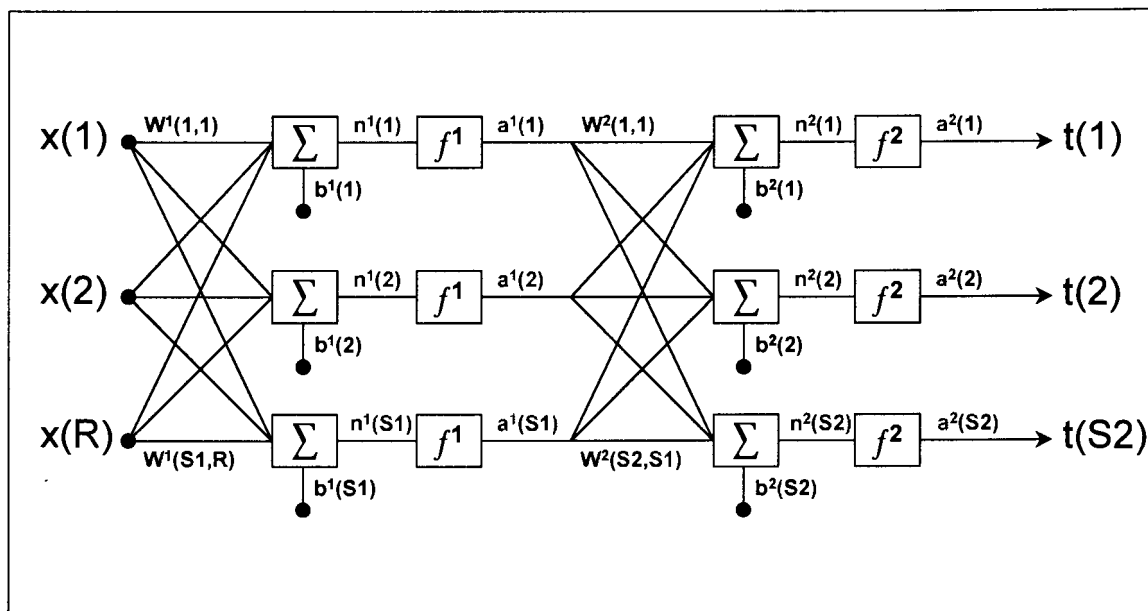 W¹(1,1) n¹(1) a¹(1) W²(1,1) n²(1) a²(1)
x(1) Σ f¹ Σ f² t(1)
b¹(1) b²(1)
n¹(2) a¹(2) n²(2) a²(2)
x(2) Σ f¹ Σ f² t(2)
b¹(2) b²(2)
n¹(S1) a¹(S1) n²(S2) a²(S2)
x(R) Σ f¹ Σ f² t(S2)
W¹(S1,R) W²(S2,S1)
b¹(S1) b²(S2)